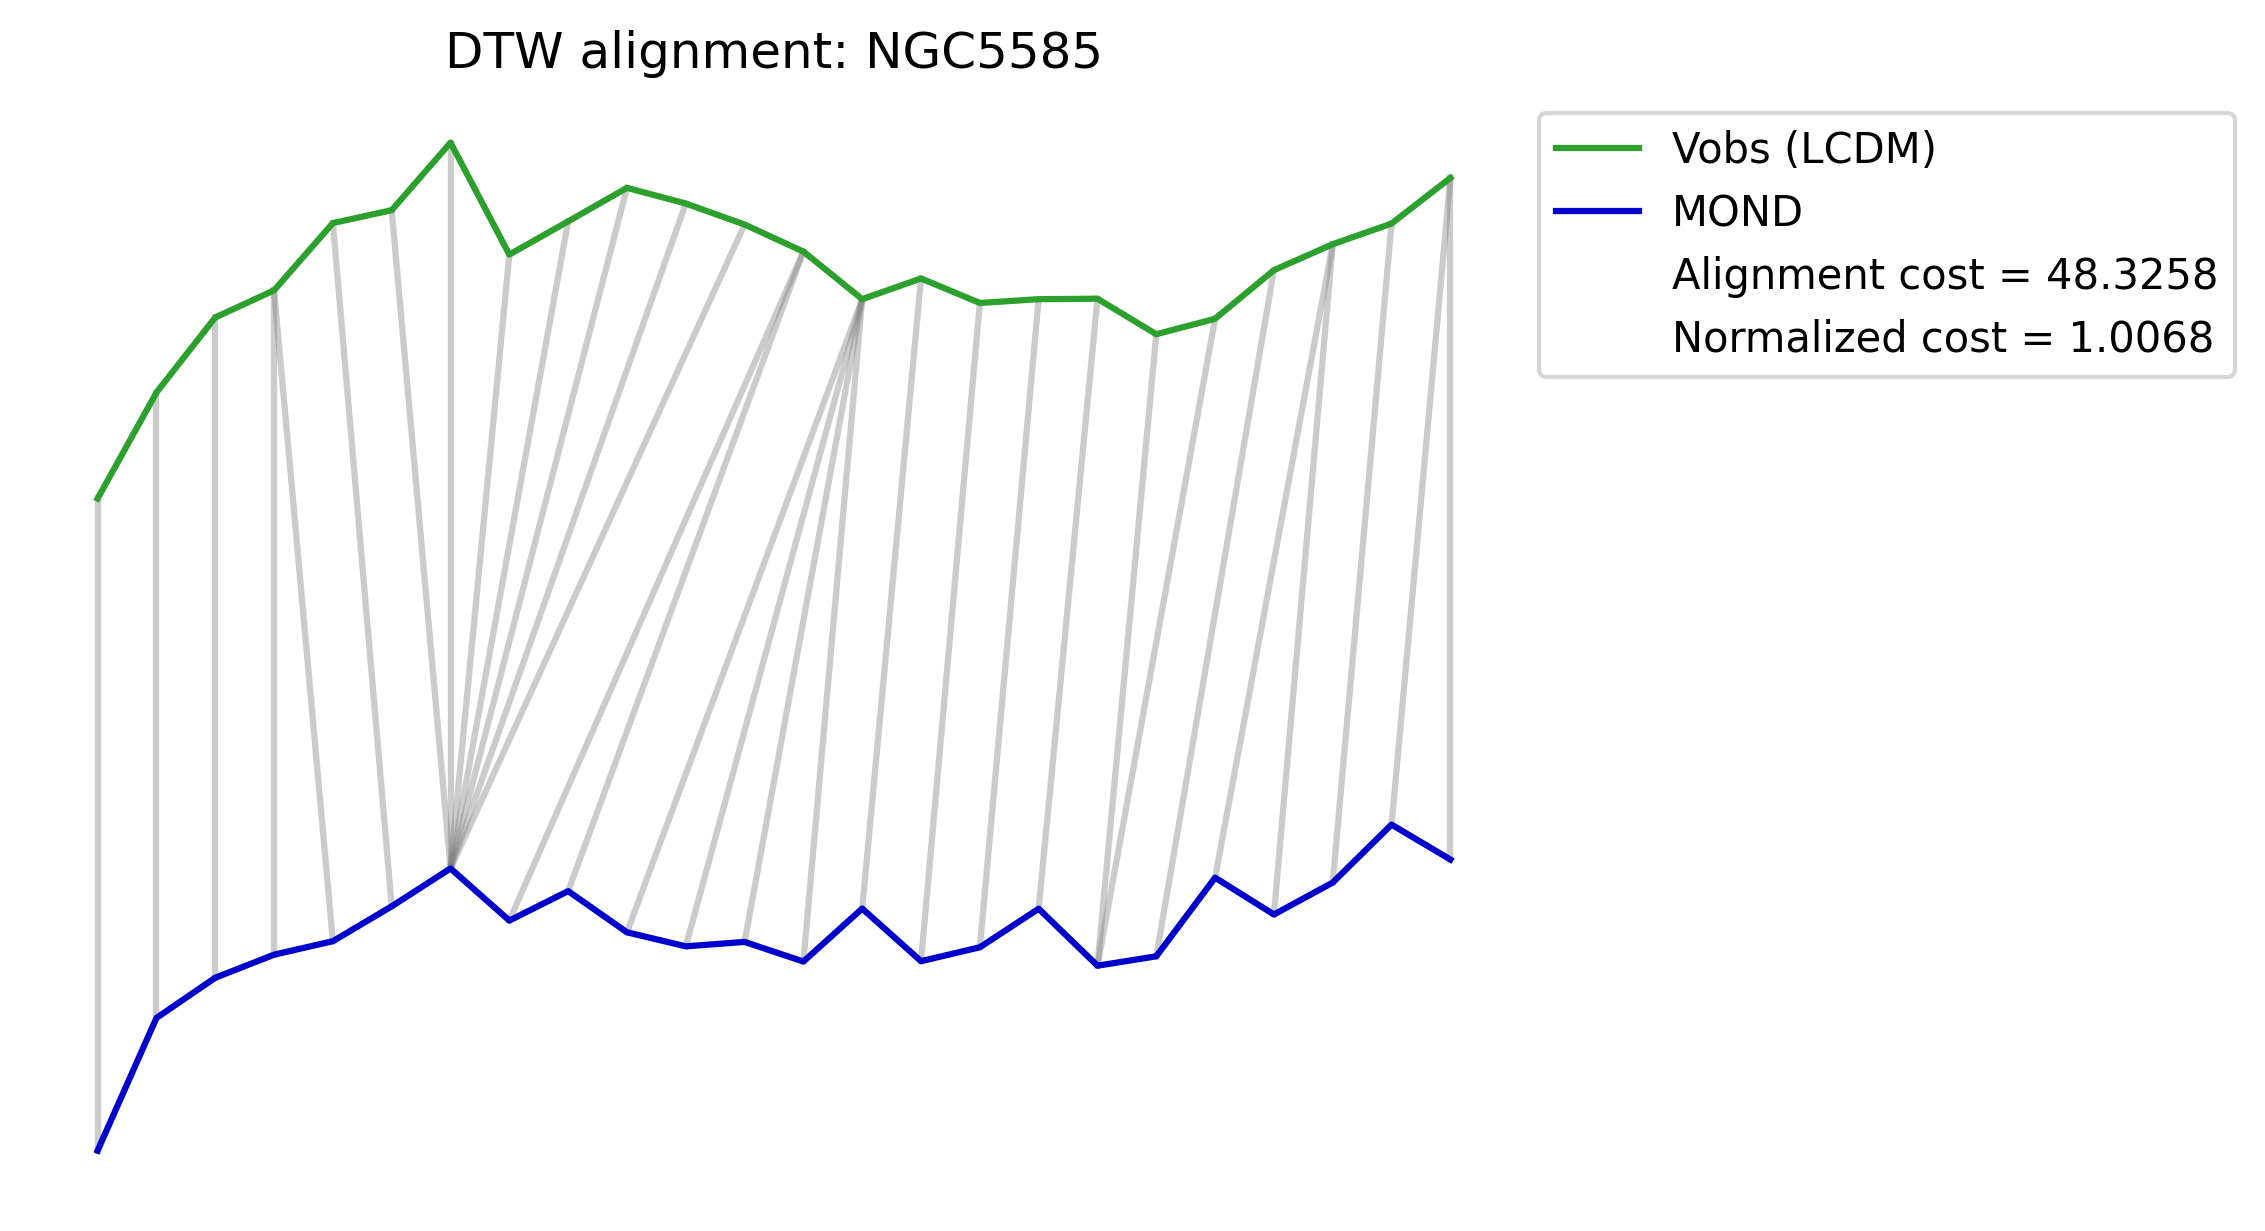 DTW alignment: NGC5585
Vobs (LCDM)
MOND
Alignment cost = 48.3258
Normalized cost = 1.0068